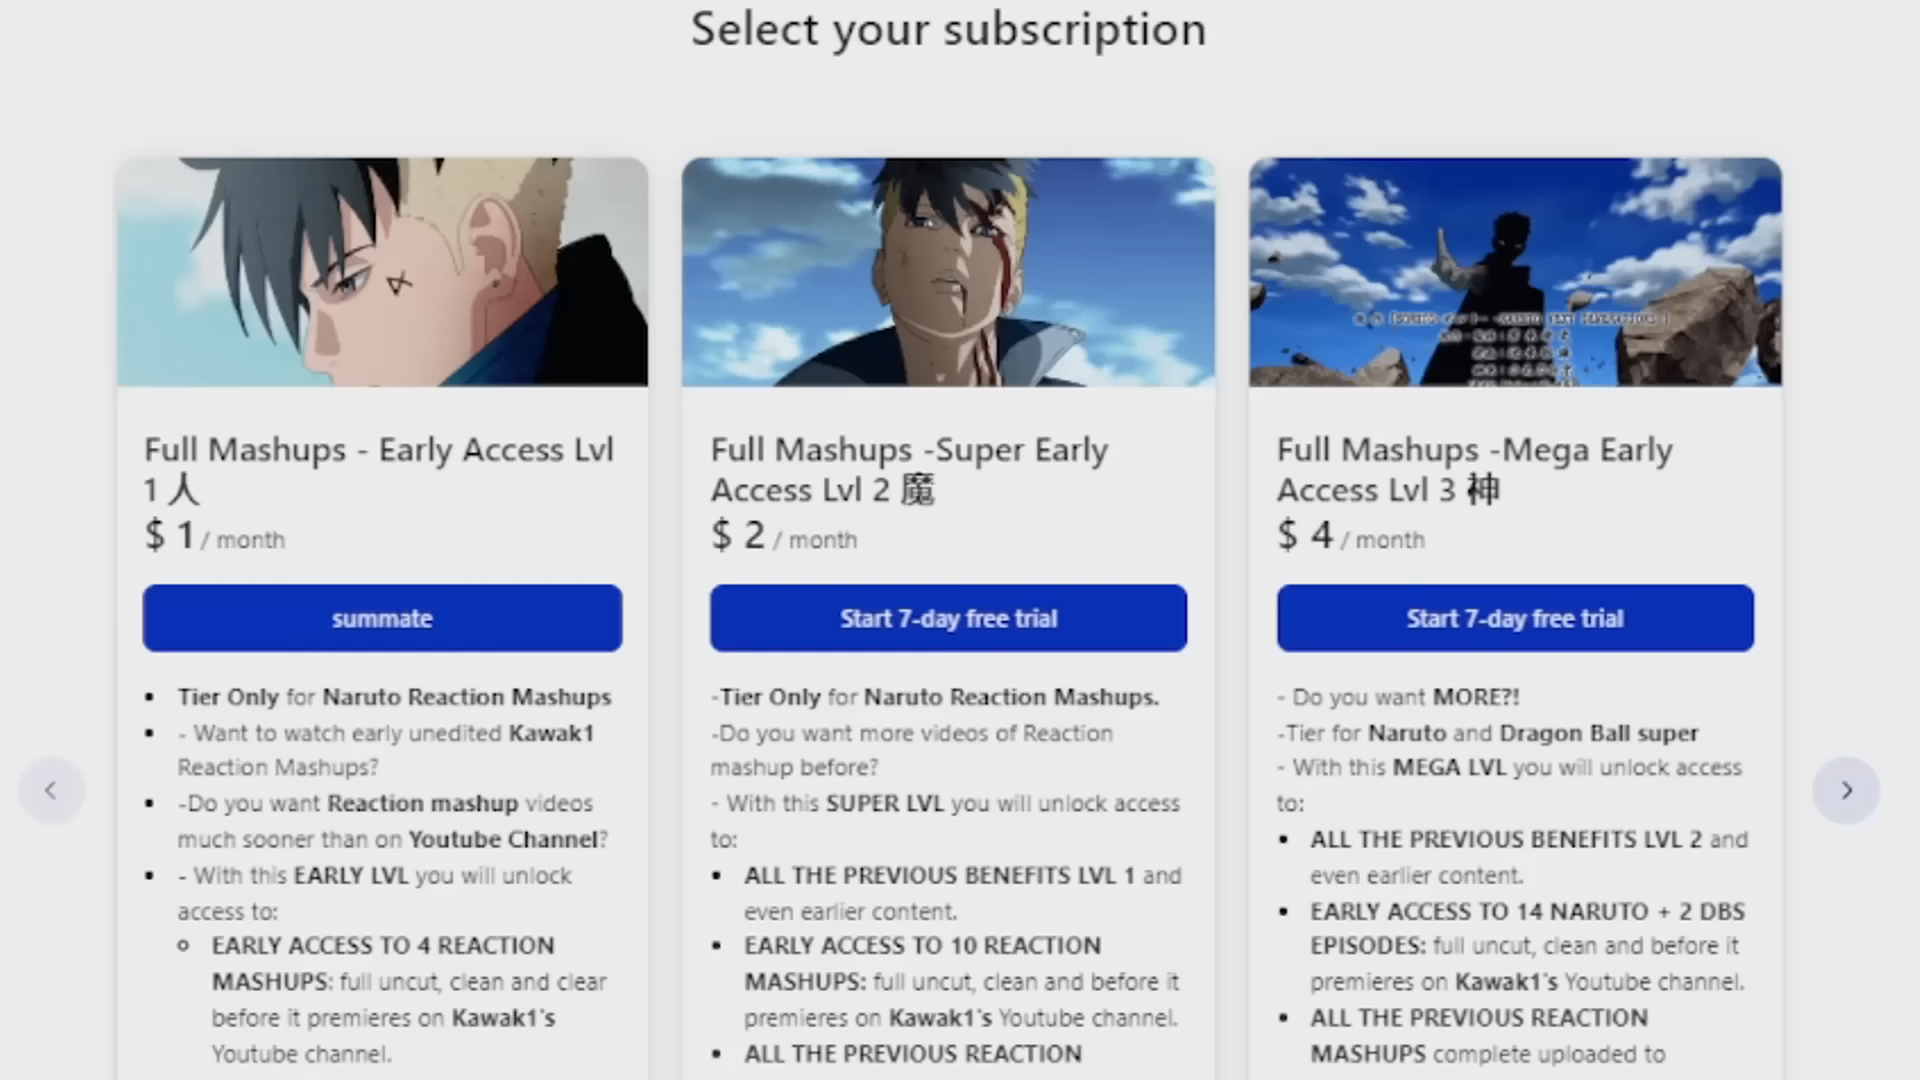 Select your subscription
Full Mashups - Early Access Lvl
1 人
$ 1 / month
summate
• Tier Only for Naruto Reaction Mashups
• - Want to watch early unedited Kawak1
Reaction Mashups?
• -Do you want Reaction mashup videos
much sooner than on Youtube Channel?
• - With this EARLY LVL you will unlock
access to:
○ EARLY ACCESS TO 4 REACTION
MASHUPS: full uncut, clean and clear
before it premieres on Kawak1's
Youtube channel.
Full Mashups -Super Early
Access Lvl 2 魔
$ 2 / month
Start 7-day free trial
-Tier Only for Naruto Reaction Mashups.
-Do you want more videos of Reaction
mashup before?
- With this SUPER LVL you will unlock access
to:
• ALL THE PREVIOUS BENEFITS LVL 1 and
even earlier content.
• EARLY ACCESS TO 10 REACTION
MASHUPS: full uncut, clean and before it
premieres on Kawak1's Youtube channel.
• ALL THE PREVIOUS REACTION
Full Mashups -Mega Early
Access Lvl 3 神
$ 4 / month
Start 7-day free trial
- Do you want MORE?!
-Tier for Naruto and Dragon Ball super
- With this MEGA LVL you will unlock access
to:
• ALL THE PREVIOUS BENEFITS LVL 2 and
even earlier content.
• EARLY ACCESS TO 14 NARUTO + 2 DBS
EPISODES: full uncut, clean and before it
premieres on Kawak1's Youtube channel.
• ALL THE PREVIOUS REACTION
MASHUPS complete uploaded to